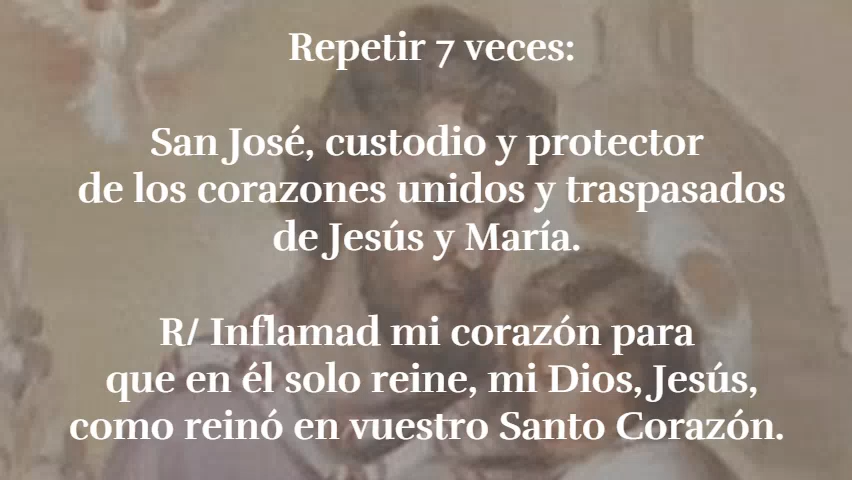 Repetir 7 veces:
San José, custodio y protector
de los corazones unidos y traspasados
de Jesús y María.
R/ Inflamad mi corazón para
que en él solo reine, mi Dios, Jesús,
como reinó en vuestro Santo Corazón.